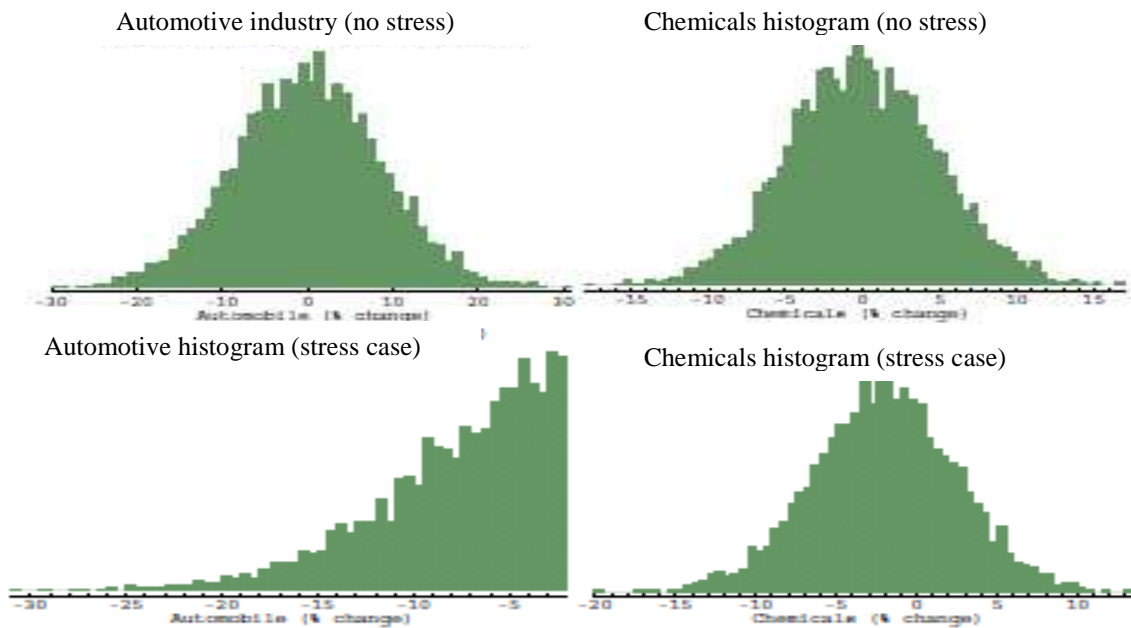 Automotive industry (no stress)
Chemicals histogram (no stress)
-30 -20 -10 0 10 20 30
Automobile (% change)
-15 -10 -5 0 5 10 15
Chemicals (% change)
)
Automotive histogram (stress case)
Chemicals histogram (stress case)
-30 -25 -20 -15 -10 -5
Automobile (% change)
-20 -15 -10 -5 0 5 10
Chemicals (% change)